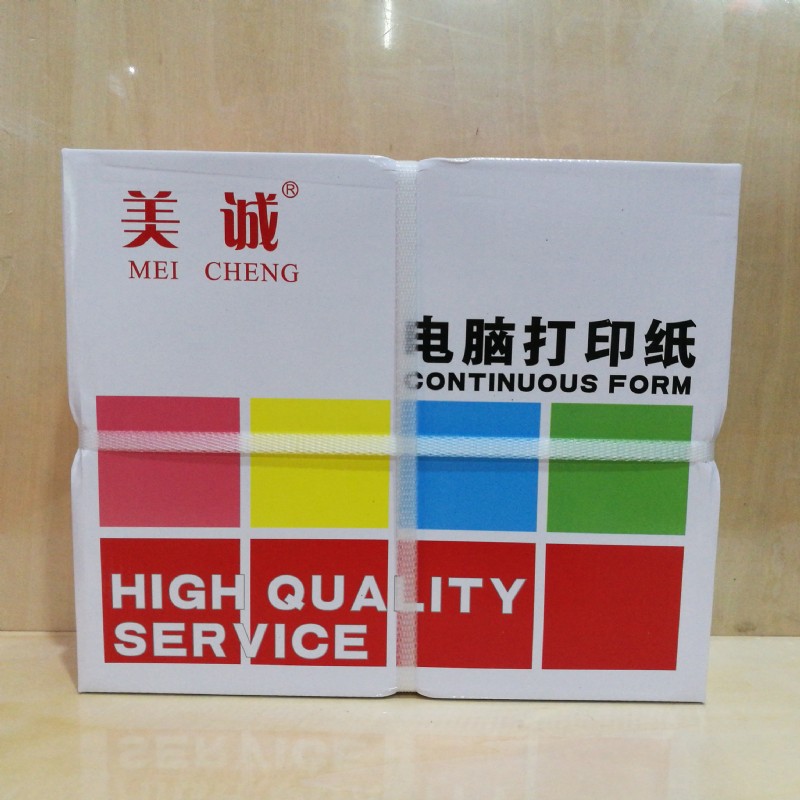 美诚®
MEI CHENG
电脑打印纸
CONTINUOUS FORM
HIGH QUALITY
SERVICE